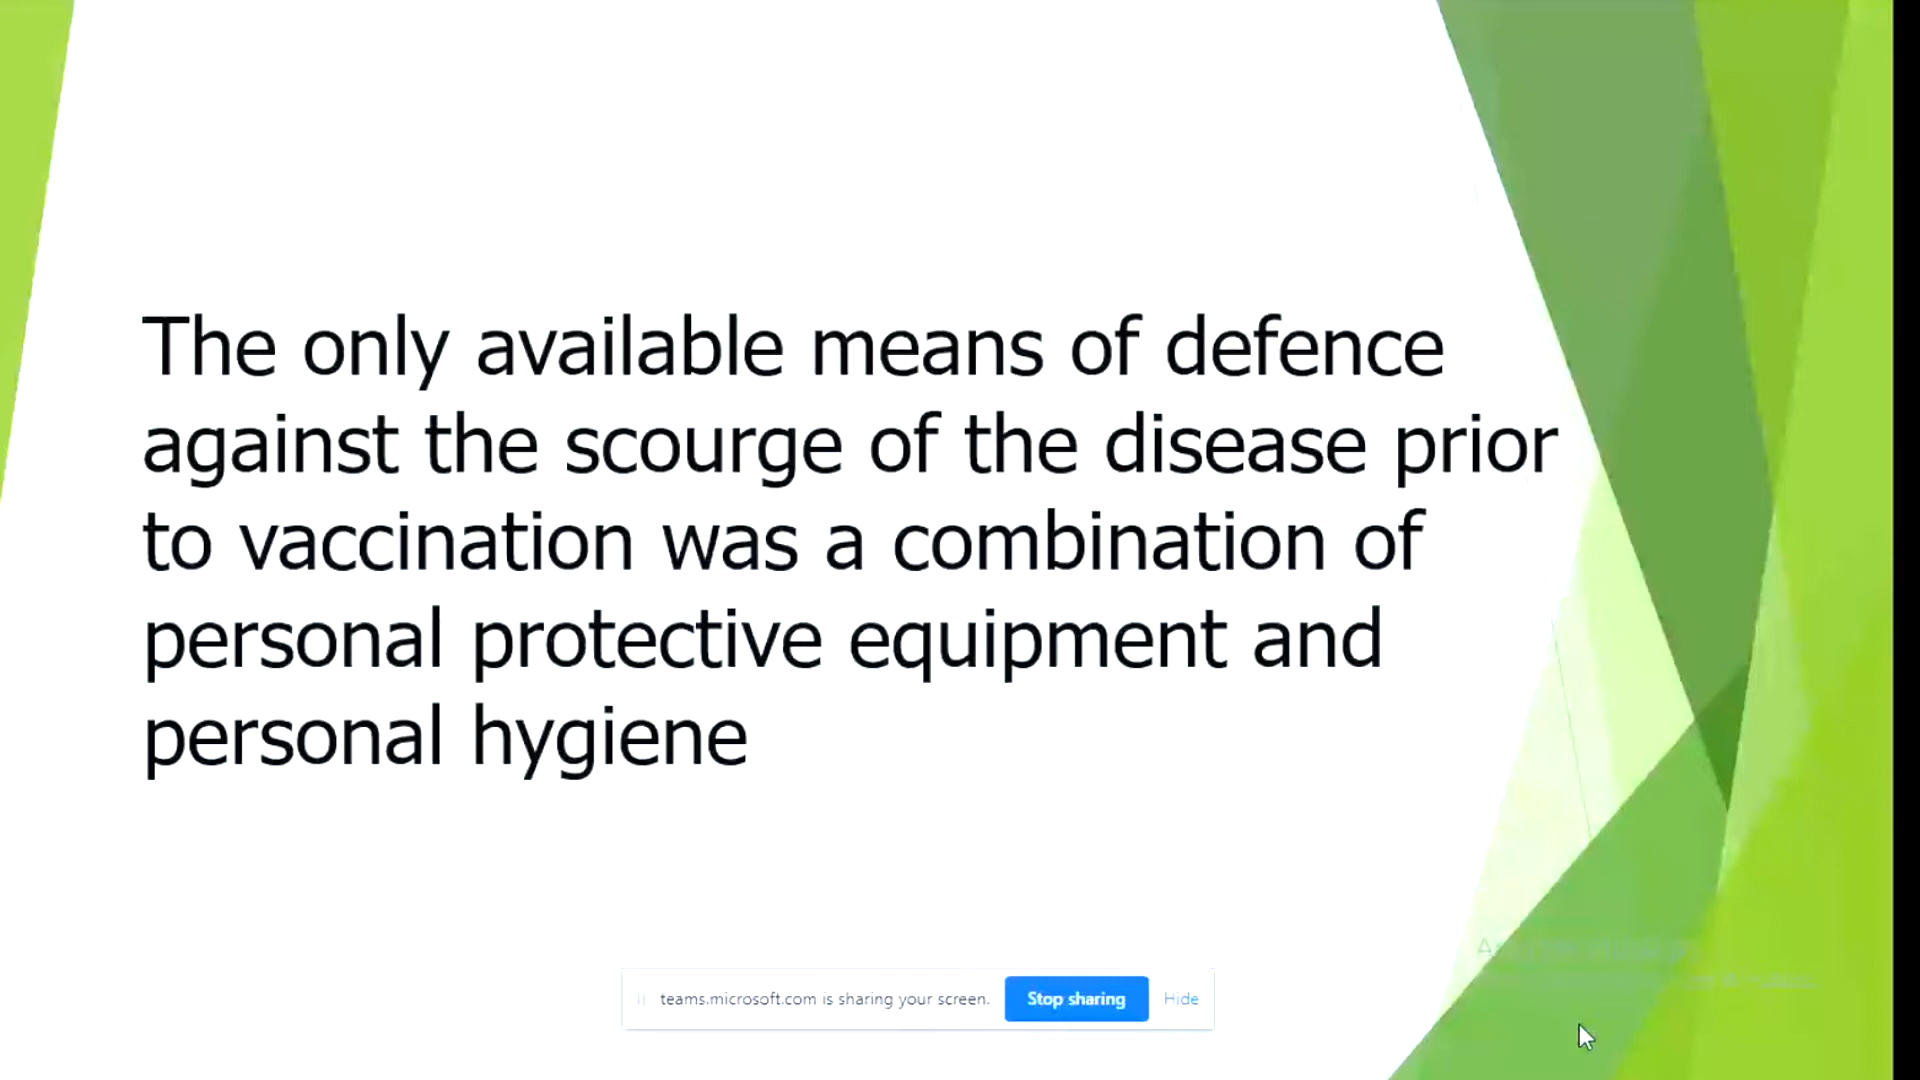 The only available means of defence
against the scourge of the disease prior
to vaccination was a combination of
personal protective equipment and
personal hygiene
teams.microsoft.com is sharing your screen.
Stop sharing
Hide